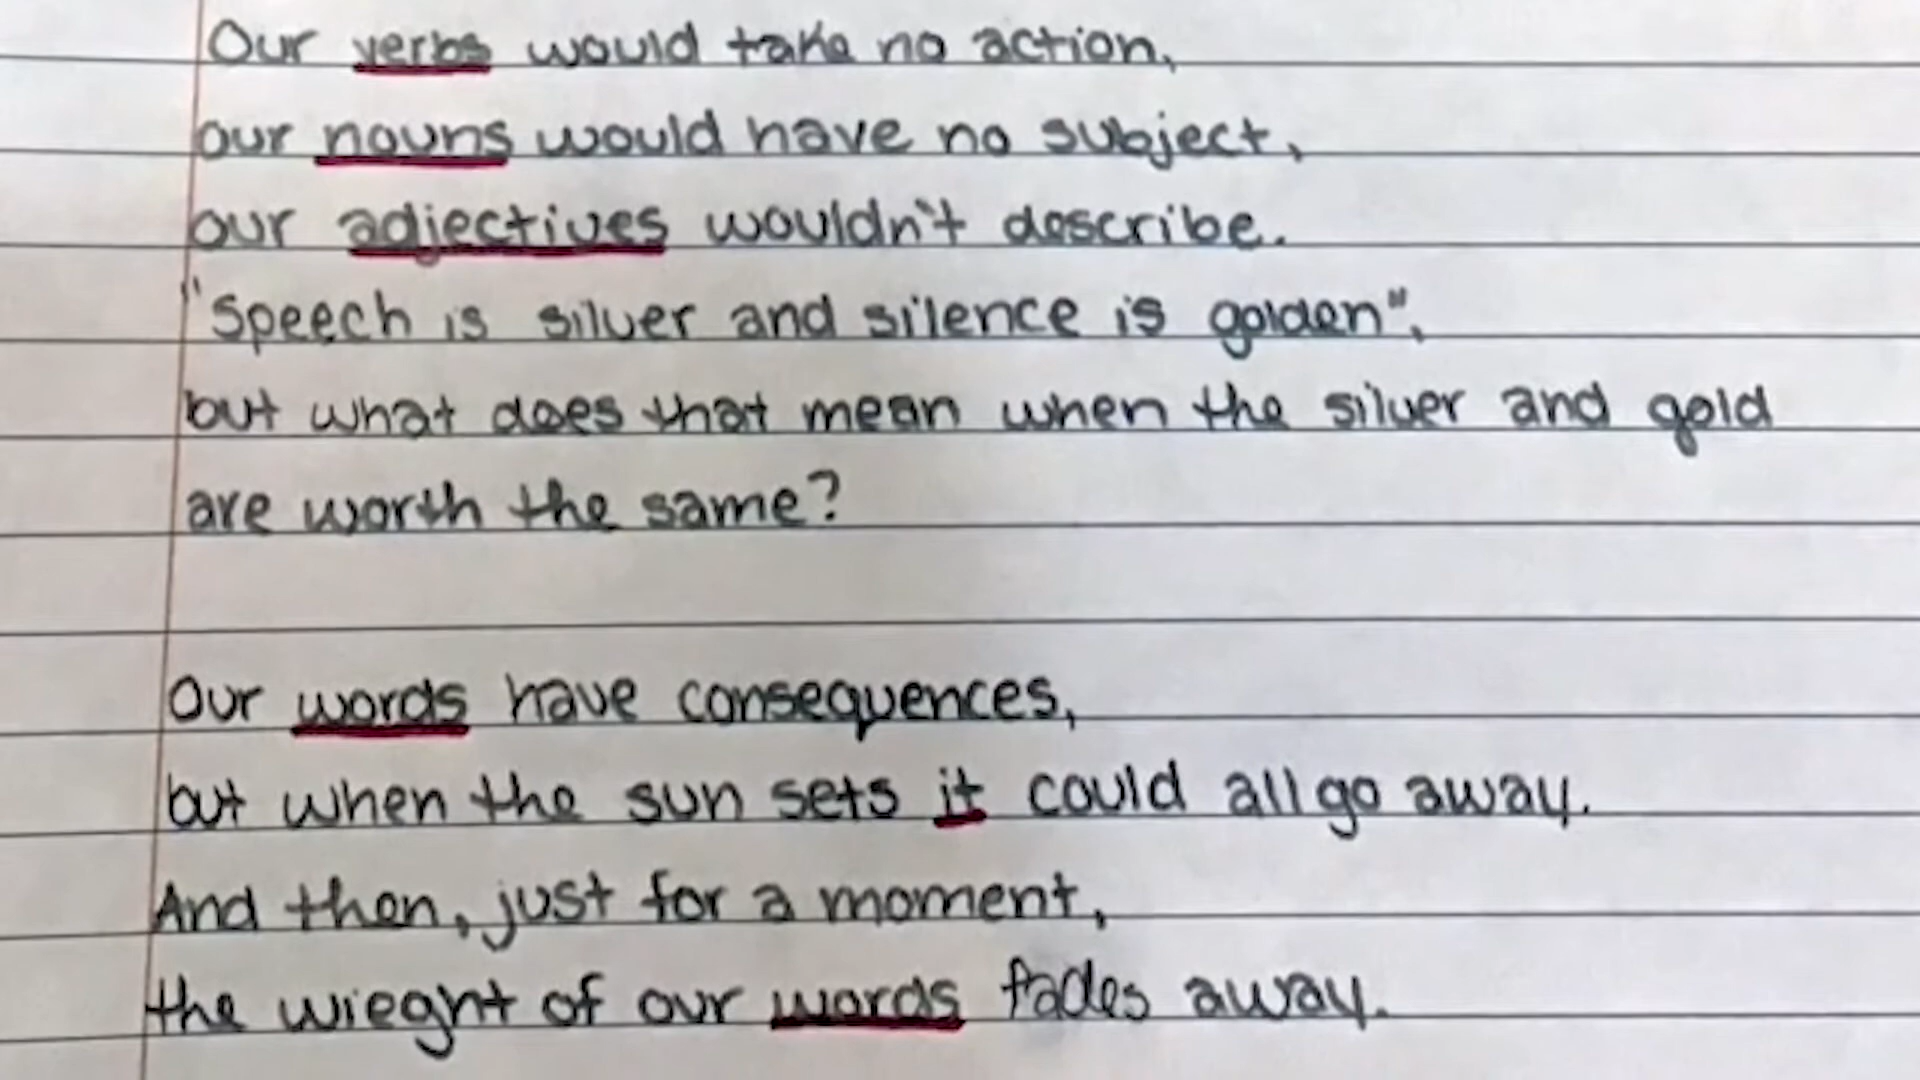 Our verbs would take no action,
our nouns would have no subject,
our adjectives wouldn't describe.
"Speech is silver and silence is golden",
but what does that mean when the silver and gold
are worth the same?
Our words have consequences,
but when the sun sets it could all go away.
And then, just for a moment,
the wieght of our words fades away.